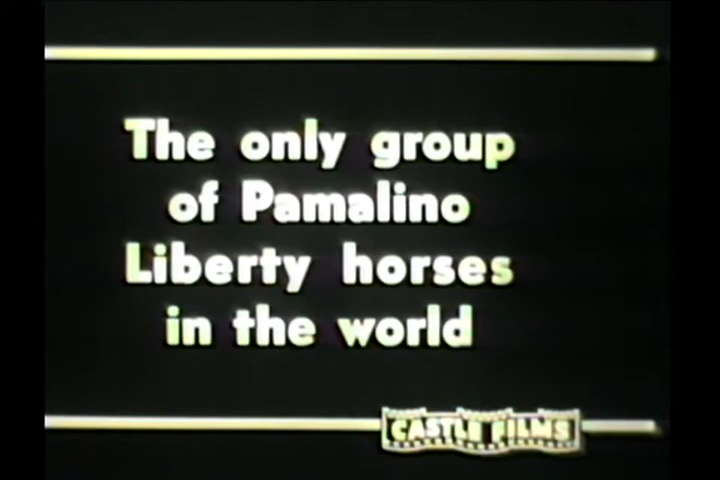 The only group
of Pamalino
Liberty horses
in the world
CASTLE FILMS